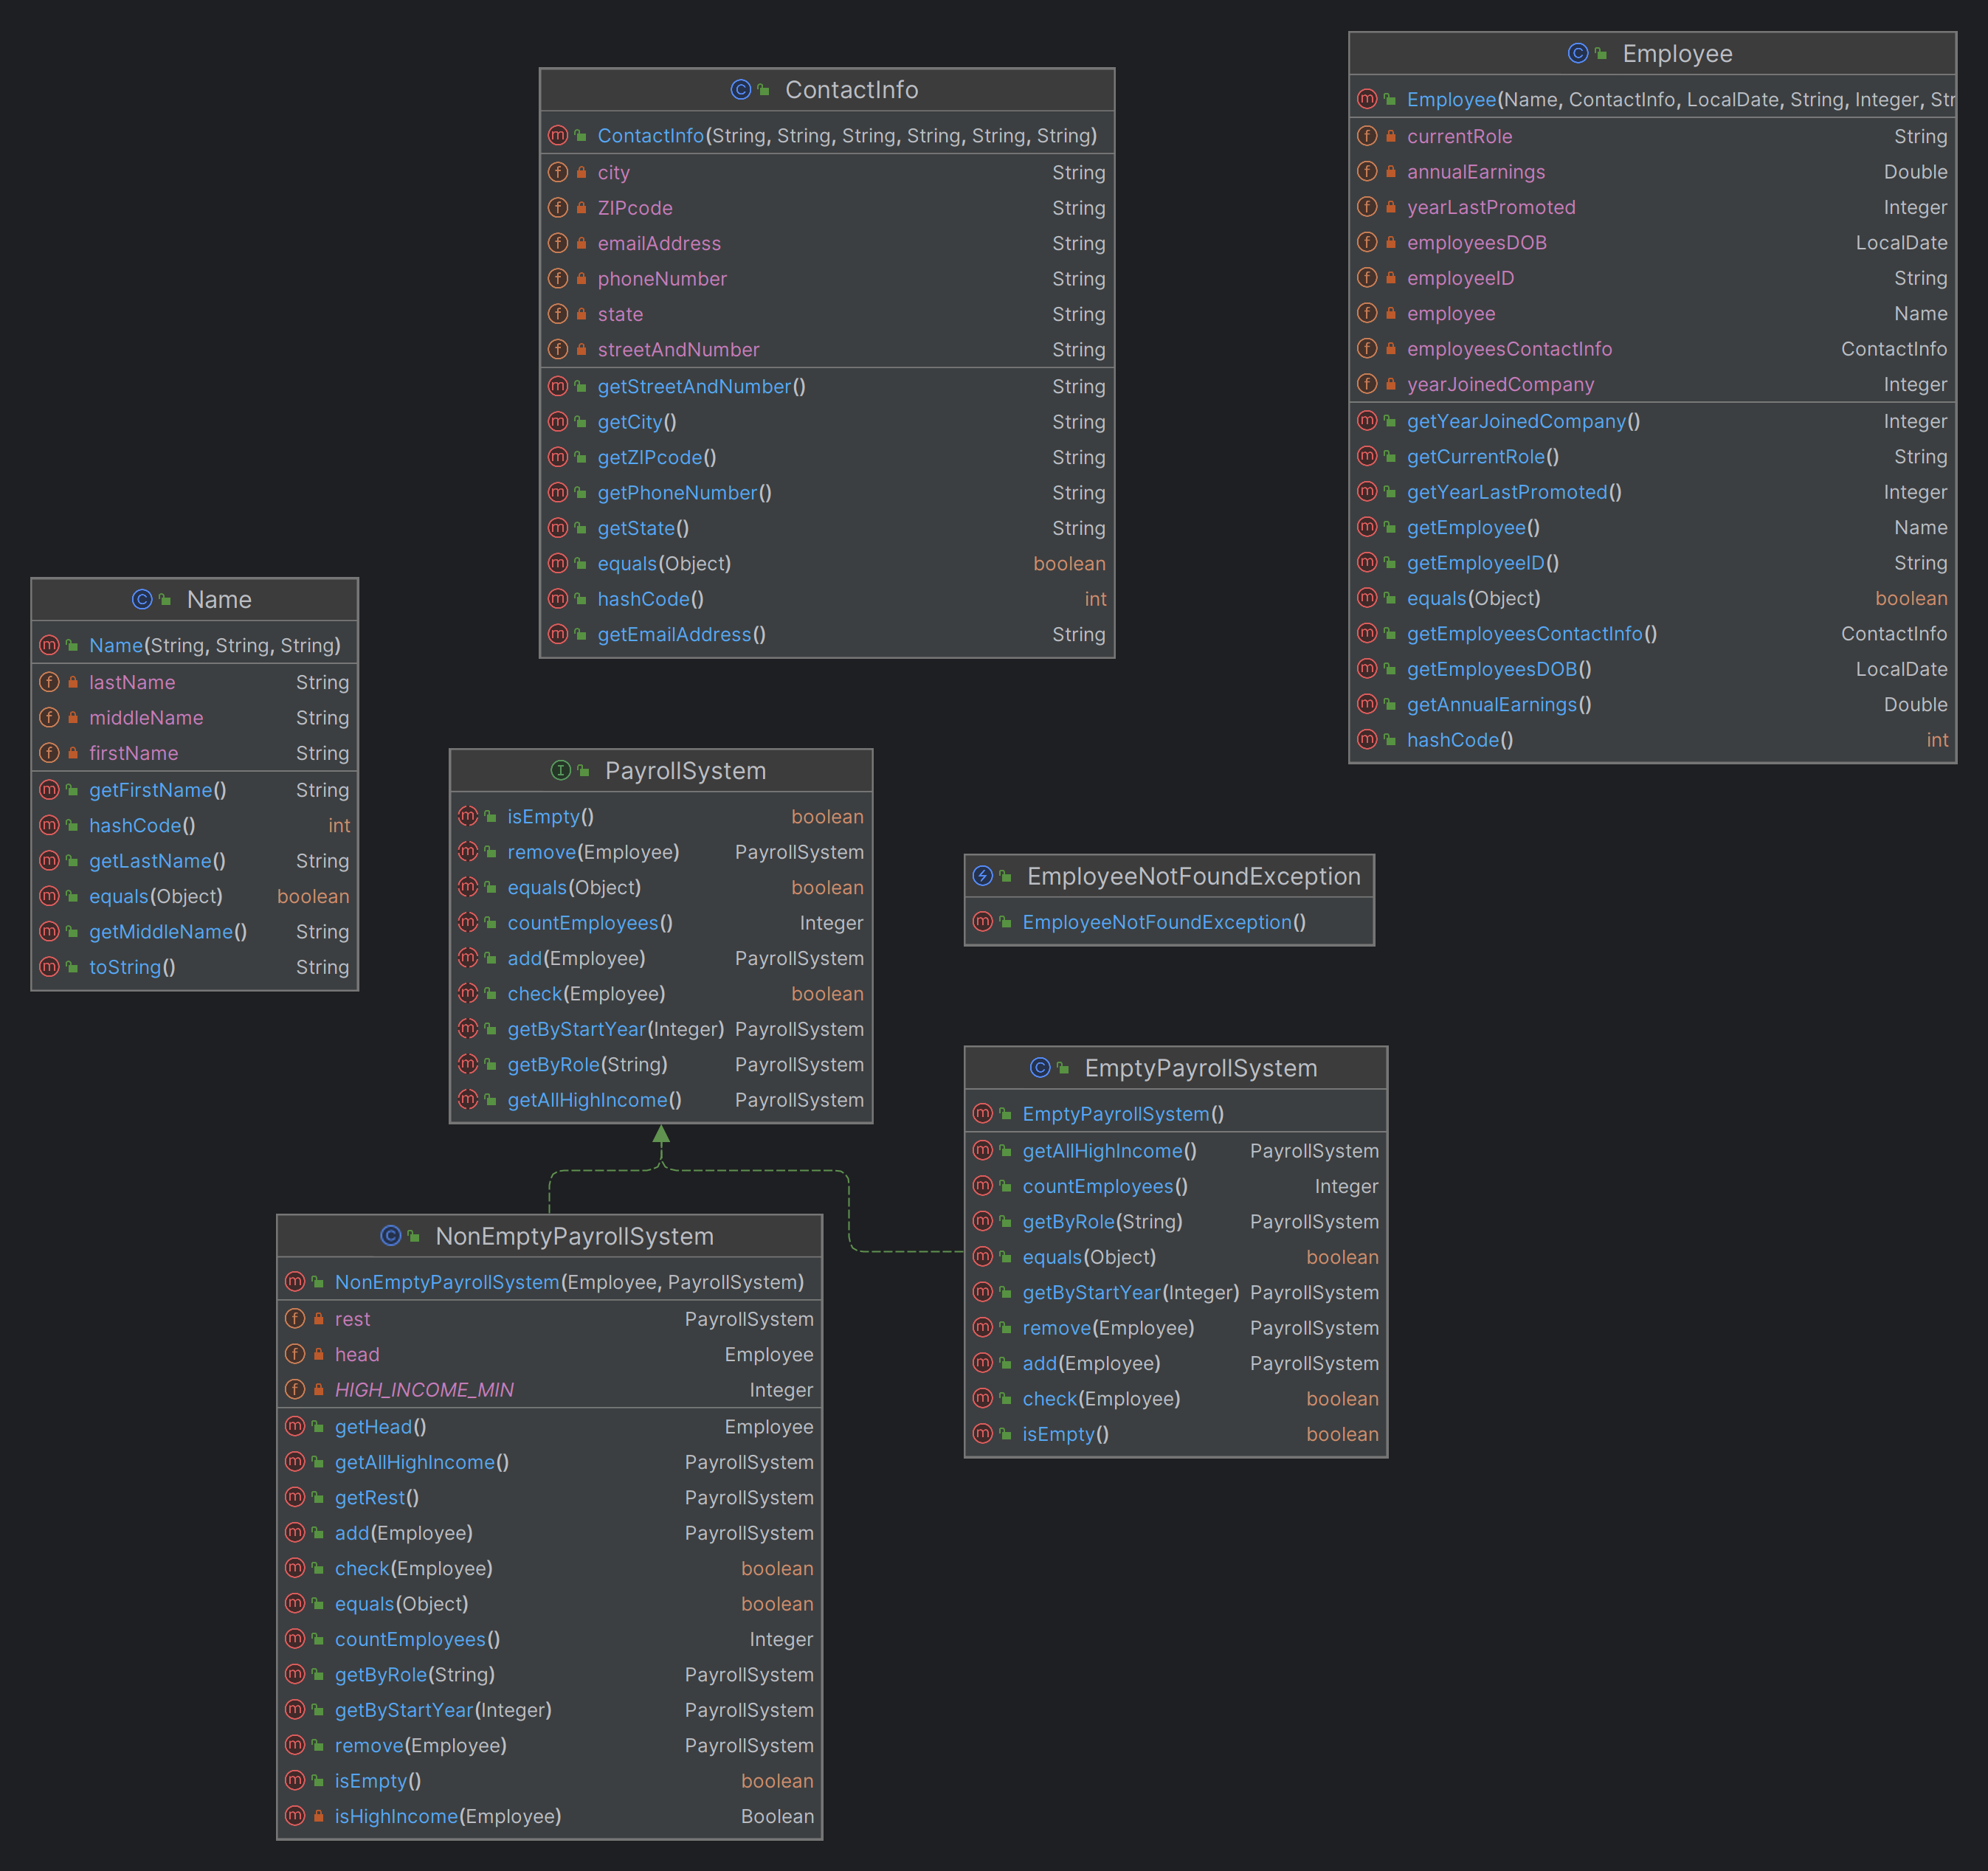 ContactInfo
ContactInfo(String, String, String, String, String, String)
city String
ZIPcode String
emailAddress String
phoneNumber String
state String
streetAndNumber String
getStreetAndNumber() String
getCity() String
getZIPcode() String
getPhoneNumber() String
getState() String
equals(Object) boolean
hashCode() int
getEmailAddress() String
Employee
Employee(Name, ContactInfo, LocalDate, String, Integer, Str
currentRole String
annualEarnings Double
yearLastPromoted Integer
employeesDOB LocalDate
employeeID String
employee Name
employeesContactInfo ContactInfo
yearJoinedCompany Integer
getYearJoinedCompany() Integer
getCurrentRole() String
getYearLastPromoted() Integer
getEmployee() Name
getEmployeeID() String
equals(Object) boolean
getEmployeesContactInfo() ContactInfo
getEmployeesDOB() LocalDate
getAnnualEarnings() Double
hashCode() int
Name
Name(String, String, String)
lastName String
middleName String
firstName String
getFirstName() String
hashCode() int
getLastName() String
equals(Object) boolean
getMiddleName() String
toString() String
PayrollSystem
isEmpty() boolean
remove(Employee) PayrollSystem
equals(Object) boolean
countEmployees() Integer
add(Employee) PayrollSystem
check(Employee) boolean
getByStartYear(Integer) PayrollSystem
getByRole(String) PayrollSystem
getAllHighIncome() PayrollSystem
EmployeeNotFoundException
EmployeeNotFoundException()
EmptyPayrollSystem
EmptyPayrollSystem()
getAllHighIncome() PayrollSystem
countEmployees() Integer
getByRole(String) PayrollSystem
equals(Object) boolean
getByStartYear(Integer) PayrollSystem
remove(Employee) PayrollSystem
add(Employee) PayrollSystem
check(Employee) boolean
isEmpty() boolean
NonEmptyPayrollSystem
NonEmptyPayrollSystem(Employee, PayrollSystem)
rest PayrollSystem
head Employee
HIGH_INCOME_MIN Integer
getHead() Employee
getAllHighIncome() PayrollSystem
getRest() PayrollSystem
add(Employee) PayrollSystem
check(Employee) boolean
equals(Object) boolean
countEmployees() Integer
getByRole(String) PayrollSystem
getByStartYear(Integer) PayrollSystem
remove(Employee) PayrollSystem
isEmpty() boolean
isHighIncome(Employee) Boolean